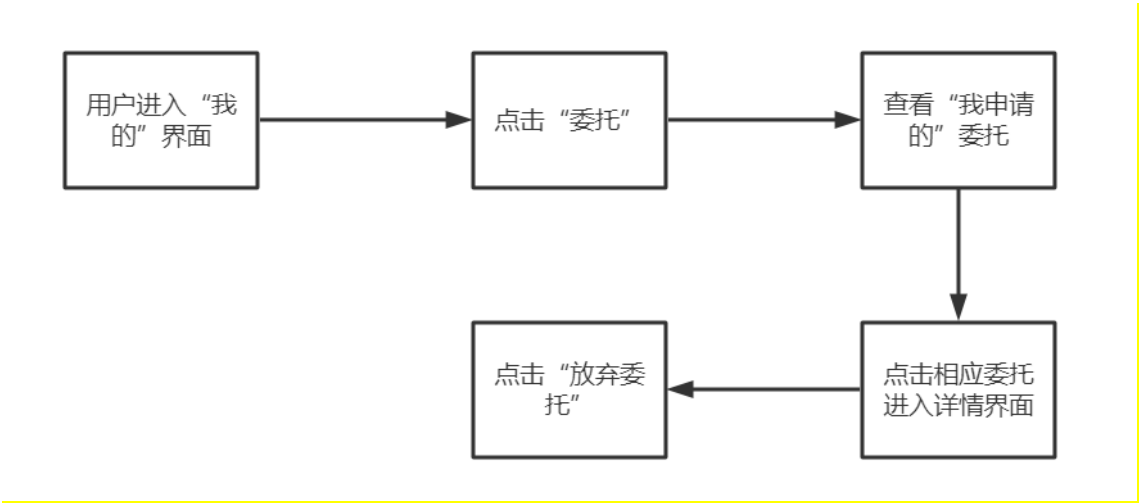 用户进入“我
的”界面
点击“委托”
查看“我申请
的”委托
点击相应委托
进入详情界面
点击“放弃委
托”